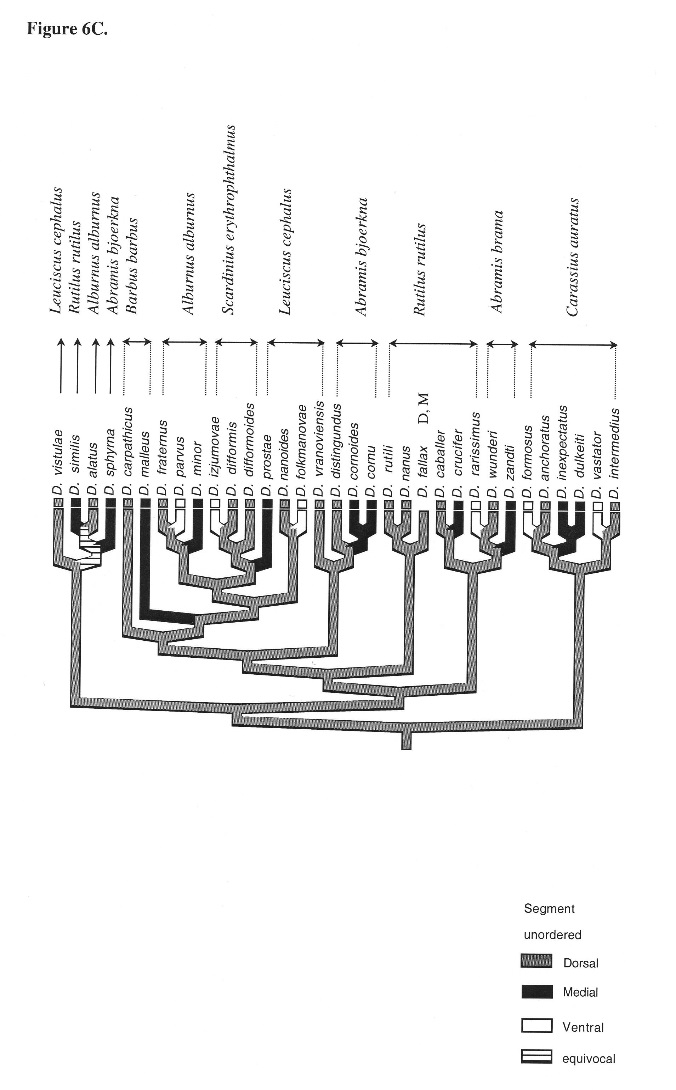 Figure 6C.
Leuciscus cephalus
Rutilus rutilus
Alburnus alburnus
Abramis bjoerkna
Barbus barbus
Alburnus alburnus
Scardinius erythrophthalmus
Leuciscus cephalus
Abramis bjoerkna
Rutilus rutilus
Abramis brama
Carassius auratus
D. vistulae
D. similis
D. alatus
D. sphyrna
D. carpathicus
D. malleus
D. fraternus
D. parvus
D. minor
D. izjumovae
D. difformis
D. difformoides
D. prostae
D. nanoides
D. folkmanovae
D. vranoviensis
D. distingundus
D. cornoides
D. cornu
D. rutili
D. nanus
D. fallax D, M
D. caballer
D. crucifer
D. rarissimus
D. wunderi
D. zandti
D. formosus
D. anchoratus
D. inexpectatus
D. dulkeiti
D. vastator
D. intermedius
Segment
unordered
Dorsal
Medial
Ventral
equivocal